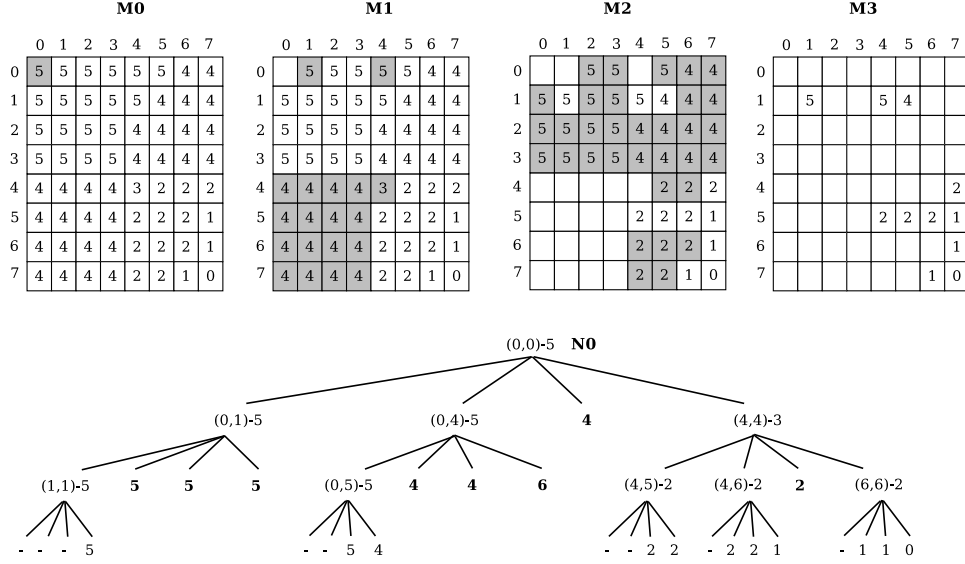 M0 M1 M2 M3
0 1 2 3 4 5 6 7 0 1 2 3 4 5 6 7 0 1 2 3 4 5 6 7 0 1 2 3 4 5 6 7
0 5 5 5 5 5 5 4 4 0 5 5 5 5 5 4 4 0 5 5 5 4 4 0
1 5 5 5 5 5 4 4 4 1 5 5 5 5 5 4 4 4 1 5 5 5 5 5 4 4 4 1 5 5 4
2 5 5 5 5 4 4 4 4 2 5 5 5 5 4 4 4 4 2 5 5 5 5 4 4 4 4 2
3 5 5 5 5 4 4 4 4 3 5 5 5 5 4 4 4 4 3 5 5 5 5 4 4 4 4 3
4 4 4 4 4 3 2 2 2 4 4 4 4 4 3 2 2 2 4 2 2 2 4 2
5 4 4 4 4 2 2 2 1 5 4 4 4 4 2 2 2 1 5 2 2 2 1 5 2 2 2 1
6 4 4 4 4 2 2 2 1 6 4 4 4 4 2 2 2 1 6 2 2 2 1 6 1
7 4 4 4 4 2 2 1 0 7 4 4 4 4 2 2 1 0 7 2 2 1 0 7 1 0
(0,0)-5 N0
(0,1)-5 (0,4)-5 4 (4,4)-3
(1,1)-5 5 5 5 (0,5)-5 4 4 6 (4,5)-2 (4,6)-2 2 (6,6)-2
- - - 5 - - 5 4 - - 2 2 - 2 2 1 - 1 1 0